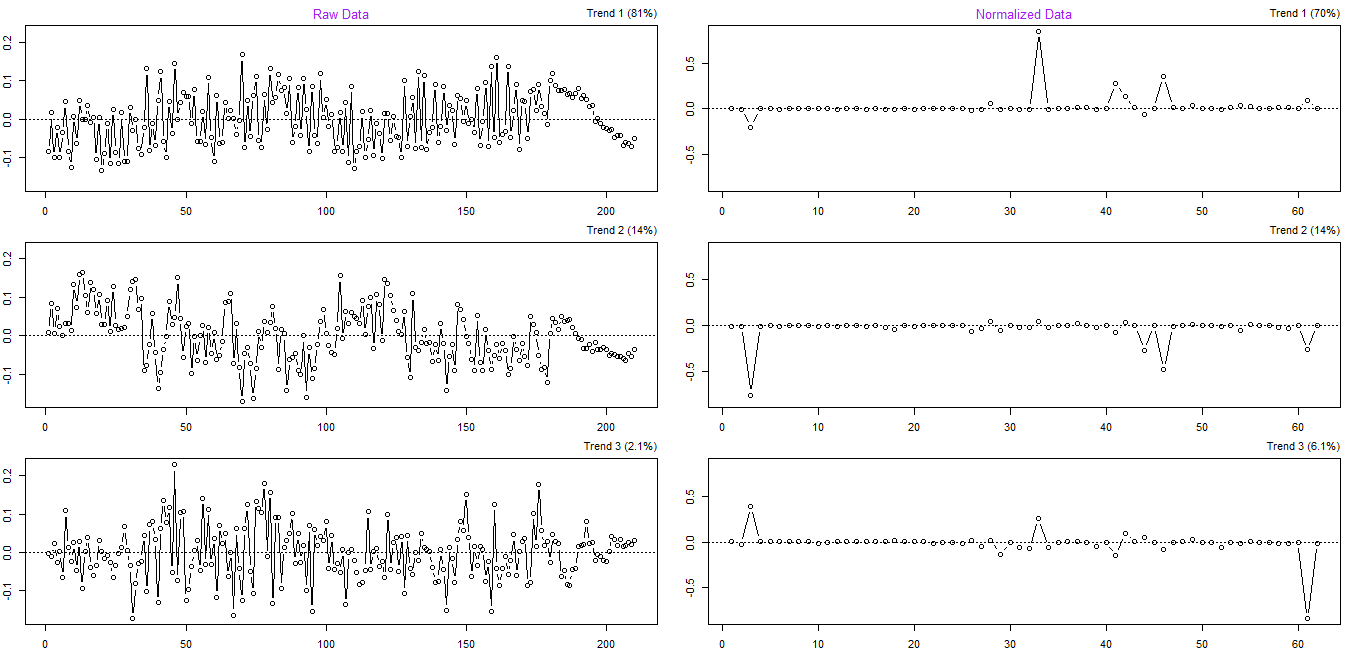 Raw Data
Trend 1 (81%)
0.2
0.1
0.0
-0.1
0 50 100 150 200
Trend 2 (14%)
0.2
0.1
0.0
-0.1
0 50 100 150 200
Trend 3 (2.1%)
0.2
0.1
0.0
-0.1
0 50 100 150 200
Normalized Data
Trend 1 (70%)
0.5
0.0
-0.5
0 10 20 30 40 50 60
Trend 2 (14%)
0.5
0.0
-0.5
0 10 20 30 40 50 60
Trend 3 (6.1%)
0.5
0.0
-0.5
0 10 20 30 40 50 60